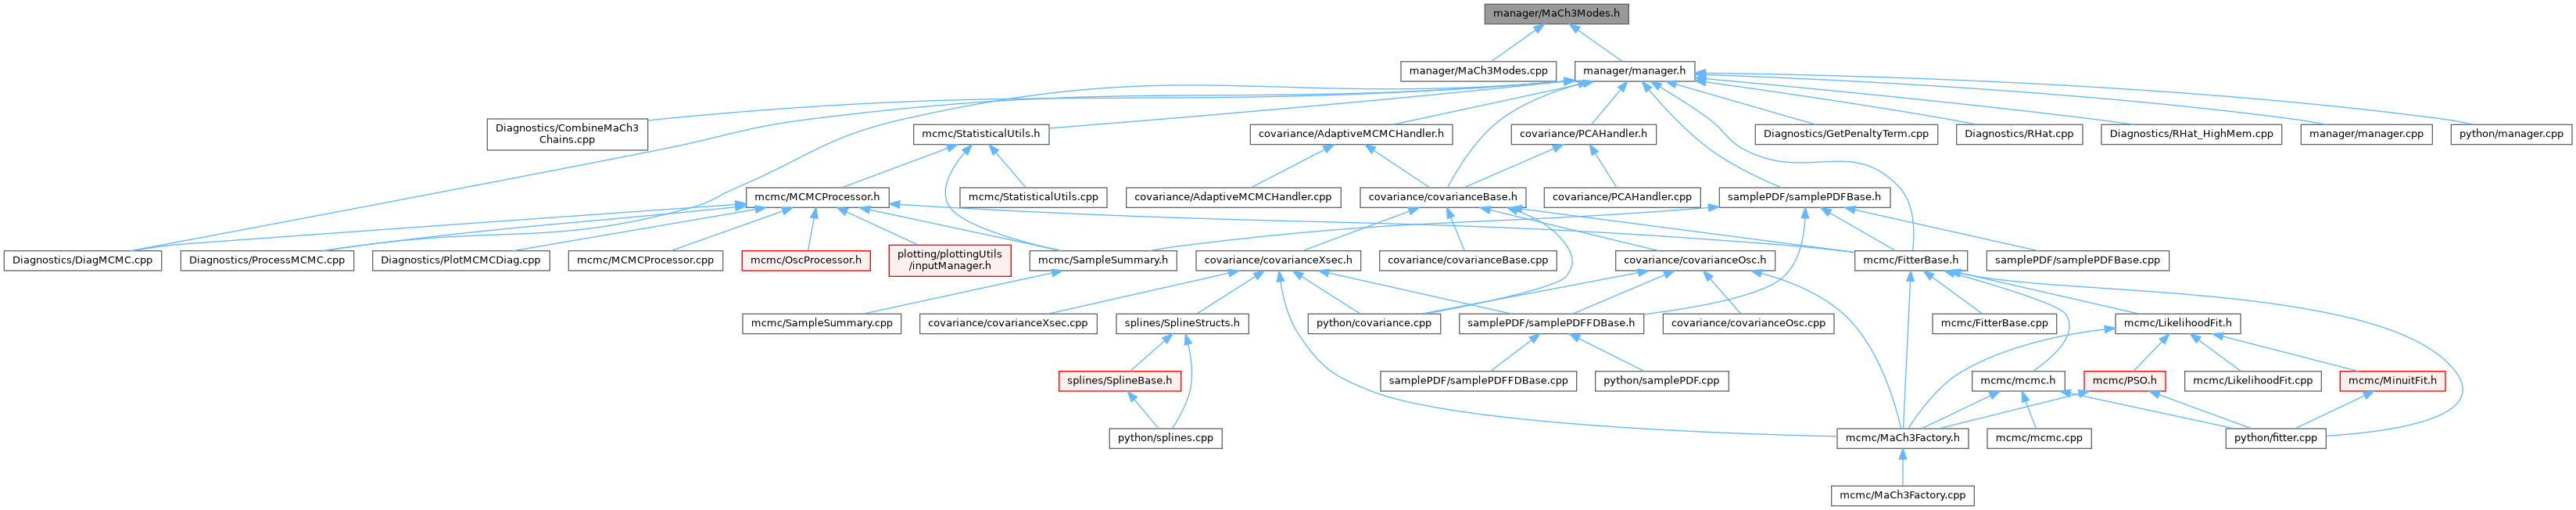 manager/MaCh3Modes.h
manager/MaCh3Modes.cpp
manager/manager.h
Diagnostics/CombineMaCh3
Chains.cpp
mcmc/StatisticalUtils.h
covariance/AdaptiveMCMCHandler.h
covariance/PCAHandler.h
Diagnostics/GetPenaltyTerm.cpp
Diagnostics/RHat.cpp
Diagnostics/RHat_HighMem.cpp
manager/manager.cpp
python/manager.cpp
mcmc/MCMCProcessor.h
mcmc/StatisticalUtils.cpp
covariance/AdaptiveMCMCHandler.cpp
covariance/covarianceBase.h
covariance/PCAHandler.cpp
samplePDF/samplePDFBase.h
Diagnostics/DiagMCMC.cpp
Diagnostics/ProcessMCMC.cpp
Diagnostics/PlotMCMCDiag.cpp
mcmc/MCMCProcessor.cpp
mcmc/OscProcessor.h
plotting/plottingUtils
/inputManager.h
mcmc/SampleSummary.h
covariance/covarianceXsec.h
covariance/covarianceBase.cpp
covariance/covarianceOsc.h
mcmc/FitterBase.h
samplePDF/samplePDFBase.cpp
mcmc/SampleSummary.cpp
covariance/covarianceXsec.cpp
splines/SplineStructs.h
python/covariance.cpp
samplePDF/samplePDFFDBase.h
covariance/covarianceOsc.cpp
mcmc/FitterBase.cpp
mcmc/LikelihoodFit.h
splines/SplineBase.h
samplePDF/samplePDFFDBase.cpp
python/samplePDF.cpp
mcmc/mcmc.h
mcmc/PSO.h
mcmc/LikelihoodFit.cpp
mcmc/MinuitFit.h
python/splines.cpp
mcmc/MaCh3Factory.h
mcmc/mcmc.cpp
python/fitter.cpp
mcmc/MaCh3Factory.cpp